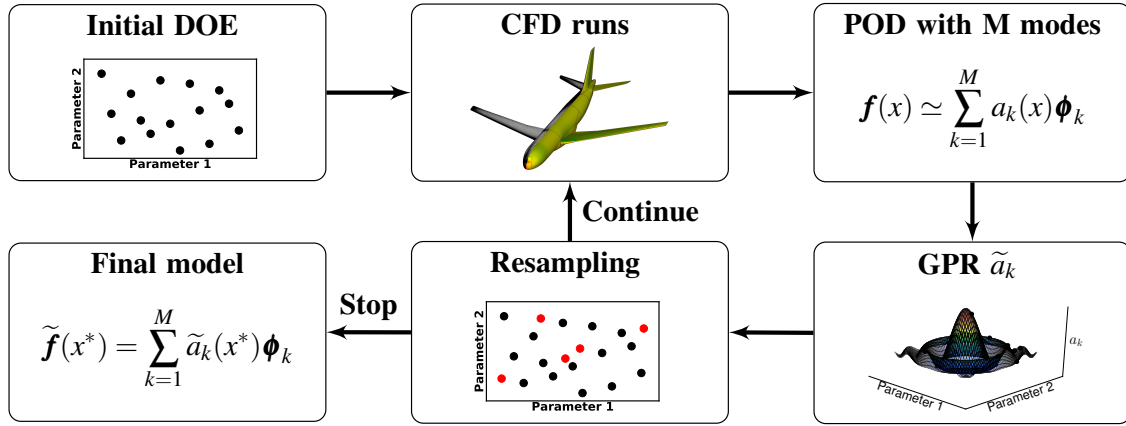 Initial DOE
Parameter 2
Parameter 1
CFD runs
POD with M modes
f(x) ≃ ∑_{k=1}^{M} a_k(x)ϕ_k
Continue
Final model
f̃(x*) = ∑_{k=1}^{M} ã_k(x*)ϕ_k
Stop
Resampling
Parameter 2
Parameter 1
GPR ã_k
a_k
Parameter 1
Parameter 2